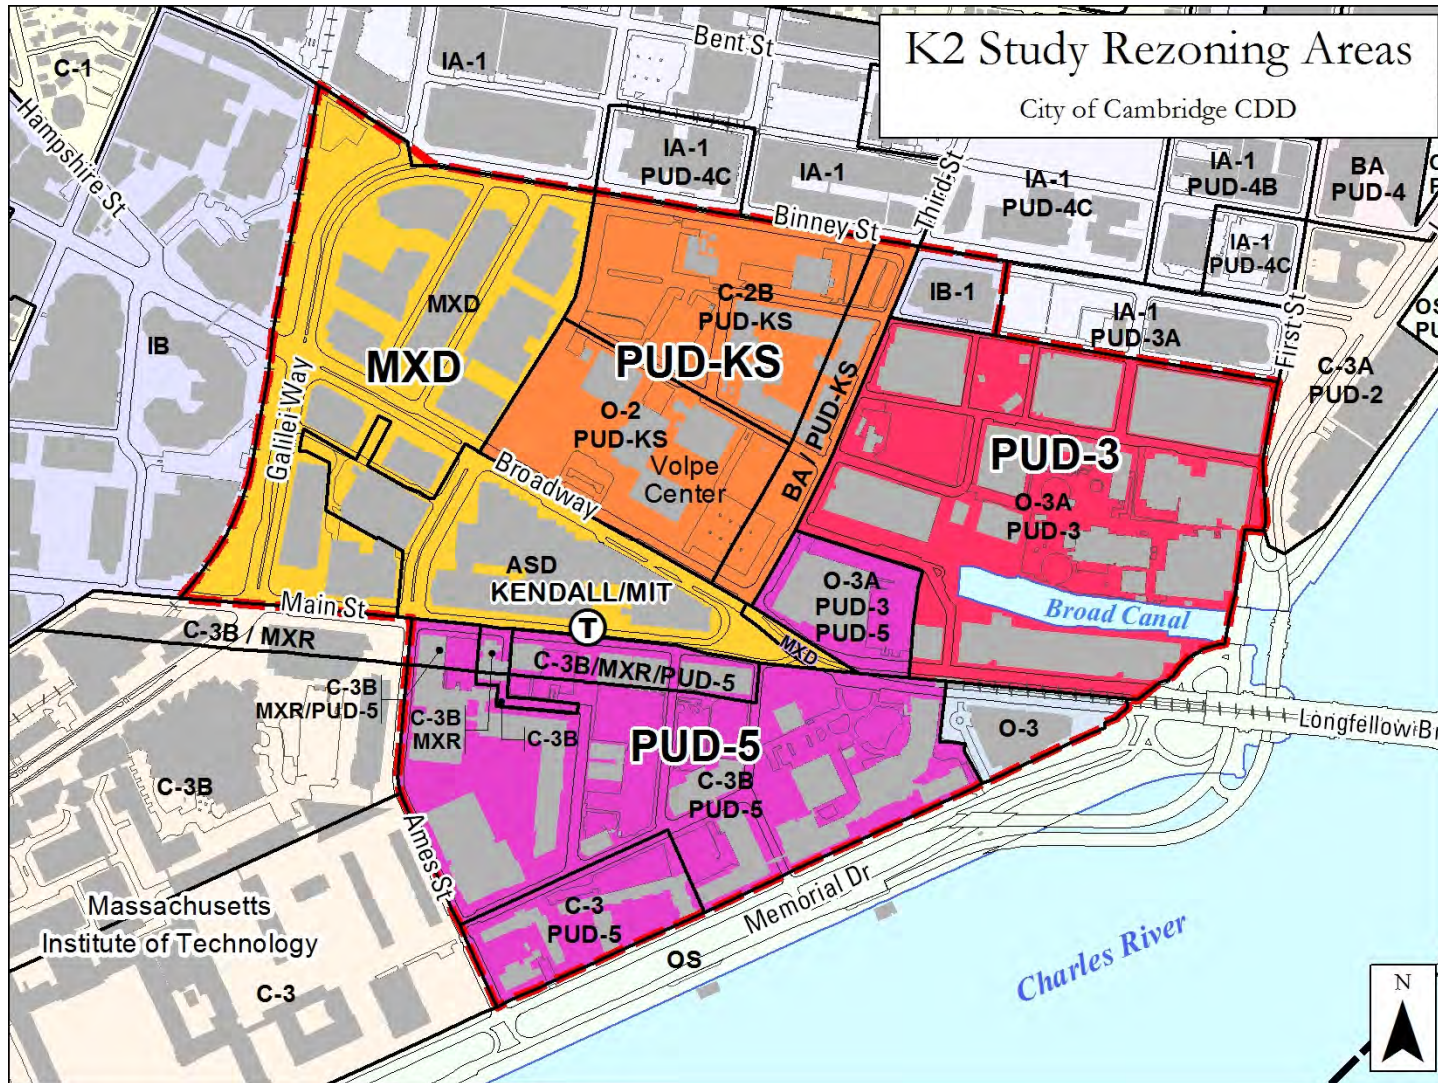 K2 Study Rezoning Areas
City of Cambridge CDD
Bent St
C-1
IA-1
Hampshire St
IA-1
PUD-4C
IA-1
Third St
IA-1
PUD-4C
IA-1
PUD-4B
BA
PUD-4
Binney St
IA-1
PUD-4C
IB-1
C-2B
PUD-KS
MXD
IA-1
PUD-3A
First St
IB
MXD
PUD-KS
C-3A
PUD-2
Galilei Way
O-2
PUD-KS
Volpe
Center
BA / PUD-KS
PUD-3
O-3A
PUD-3
Broadway
ASD
KENDALL/MIT
T
O-3A
PUD-3
PUD-5
Broad Canal
Main St
C-3B / MXR
MXD
C-3B/MXR/PUD-5
C-3B
MXR/PUD-5
C-3B
MXR
C-3B
PUD-5
O-3
Longfellow
C-3B
C-3B
PUD-5
Ames St
Memorial Dr
C-3
PUD-5
Massachusetts
Institute of Technology
OS
Charles River
C-3
N